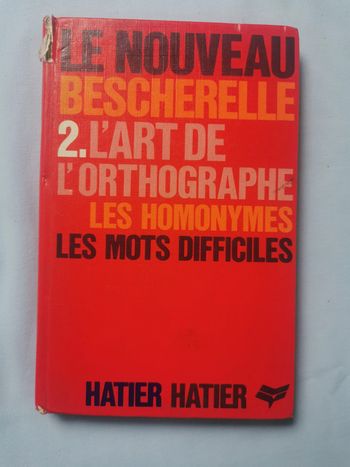 LE NOUVEAU
BESCHERELLE
2. L'ART DE
L'ORTHOGRAPHE
LES HOMONYMES
LES MOTS DIFFICILES
HATIER HATIER